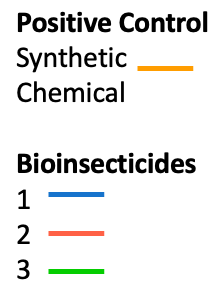 Positive Control
Synthetic
Chemical
Bioinsecticides
1
2
3